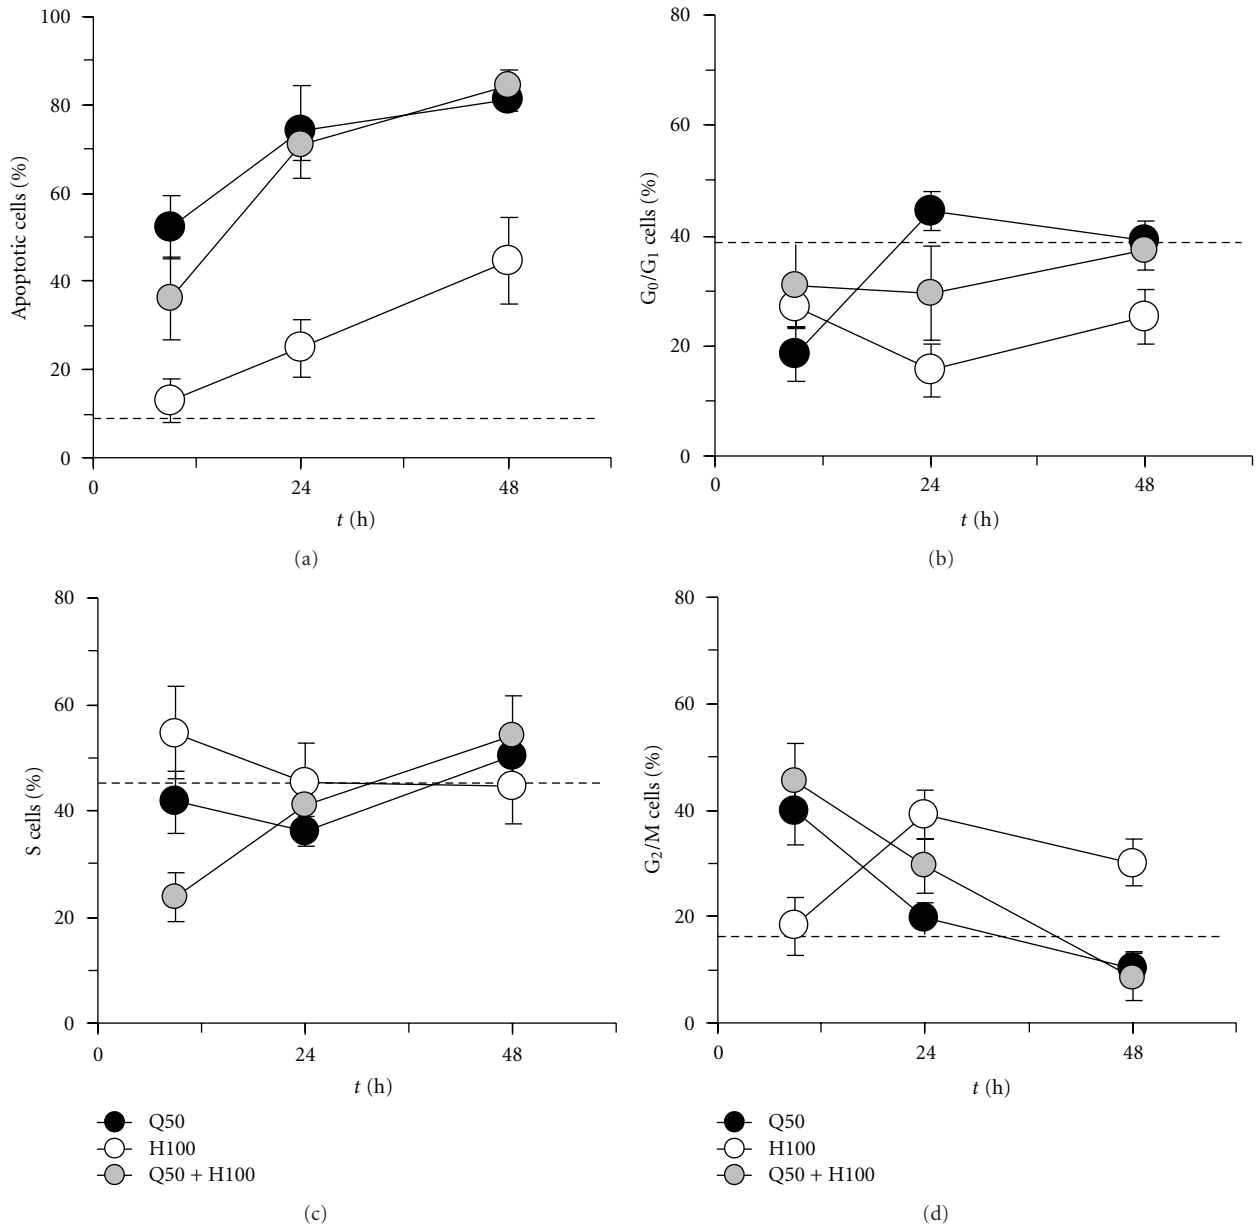 100
80
60
40
20
0
Apoptotic cells (%)
0
24
48
t (h)
(a)
80
60
40
20
0
G0/G1 cells (%)
0
24
48
t (h)
(b)
80
60
40
20
0
S cells (%)
0
24
48
t (h)
Q50
H100
Q50 + H100
(c)
80
60
40
20
0
G2/M cells (%)
0
24
48
t (h)
Q50
H100
Q50 + H100
(d)